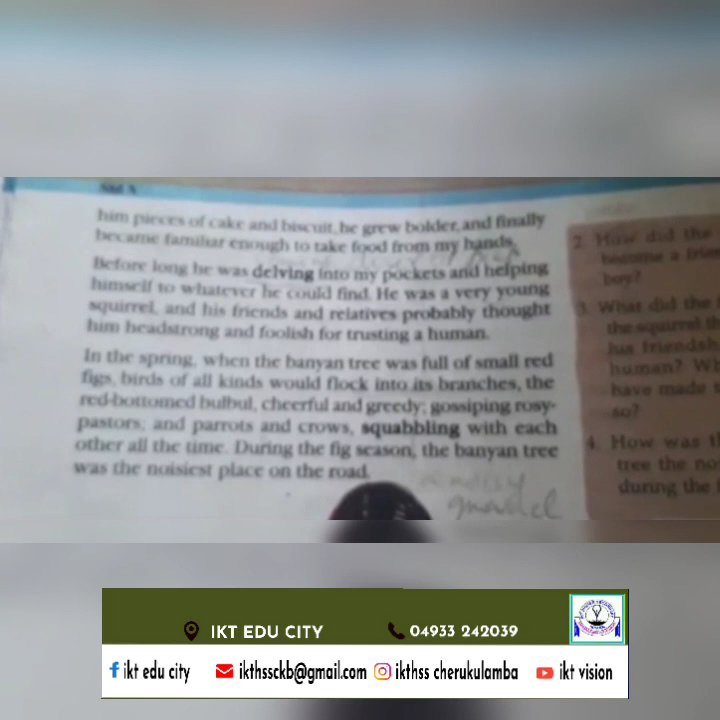 Std X
him pieces of cake and biscuit, he grew bolder, and finally
became familiar enough to take food from my hands.
Before long he was delving into my pockets and helping
himself to whatever he could find. He was a very young
squirrel, and his friends and relatives probably thought
him headstrong and foolish for trusting a human.
In the spring, when the banyan tree was full of small red
figs, birds of all kinds would flock into its branches, the
red-bottomed bulbul, cheerful and greedy; gossiping rosy-
pastors; and parrots and crows, squabbling with each
other all the time. During the fig season, the banyan tree
was the noisiest place on the road.
a noisy
quarrel
2. How did the
become a
boy?
3. What did the
the squirrel
his
human?
have made
so?
4. How was
tree the
during the
IKT EDU CITY
04933 242039
ikt edu city
ikthssckb@gmail.com
ikthss cherukulamba
ikt vision